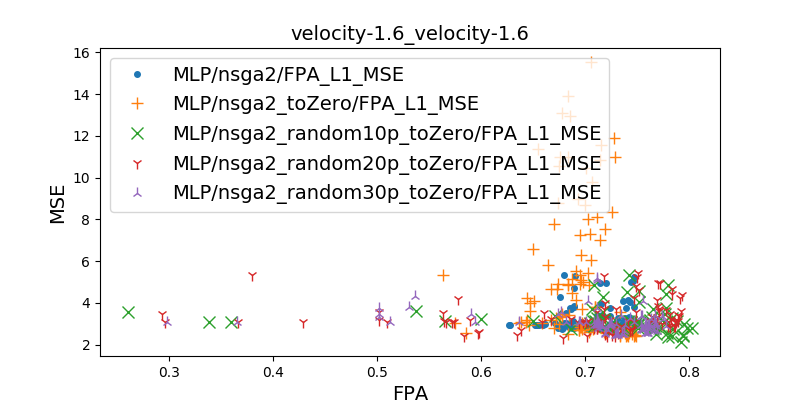 velocity-1.6_velocity-1.6
16
14
12
10
8
6
4
2
MSE
MLP/nsga2/FPA_L1_MSE
MLP/nsga2_toZero/FPA_L1_MSE
MLP/nsga2_random10p_toZero/FPA_L1_MSE
MLP/nsga2_random20p_toZero/FPA_L1_MSE
MLP/nsga2_random30p_toZero/FPA_L1_MSE
0.3 0.4 0.5 0.6 0.7 0.8
FPA